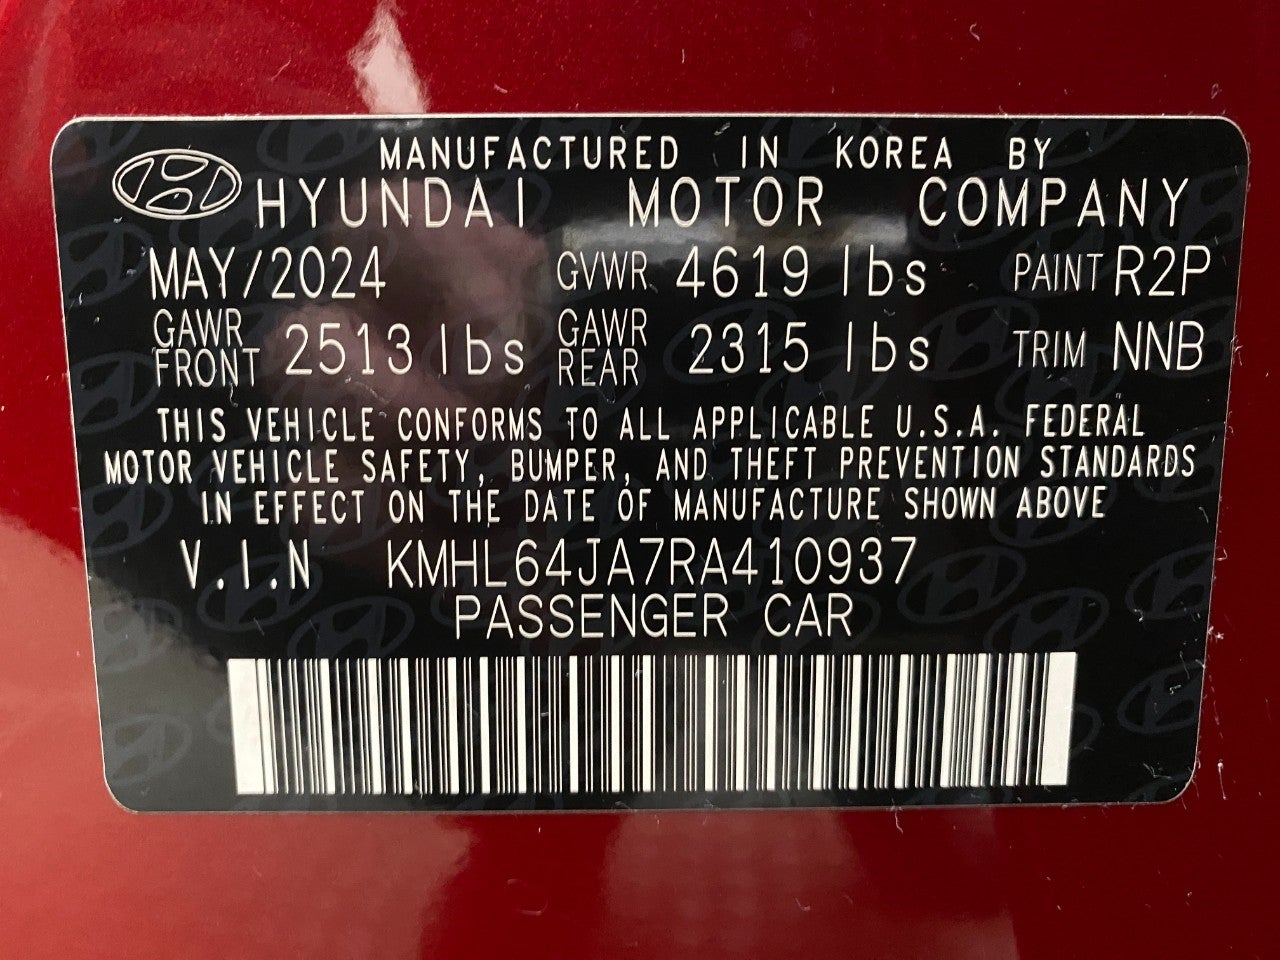 MANUFACTURED IN KOREA BY
HYUNDAI MOTOR COMPANY
MAY/2024 GVWR 4619 lbs PAINT R2P
GAWR FRONT 2513 lbs GAWR REAR 2315 lbs TRIM NNB
THIS VEHICLE CONFORMS TO ALL APPLICABLE U.S.A. FEDERAL
MOTOR VEHICLE SAFETY, BUMPER, AND THEFT PREVENTION STANDARDS
IN EFFECT ON THE DATE OF MANUFACTURE SHOWN ABOVE
V.I.N KMHL64JA7RA410937
PASSENGER CAR